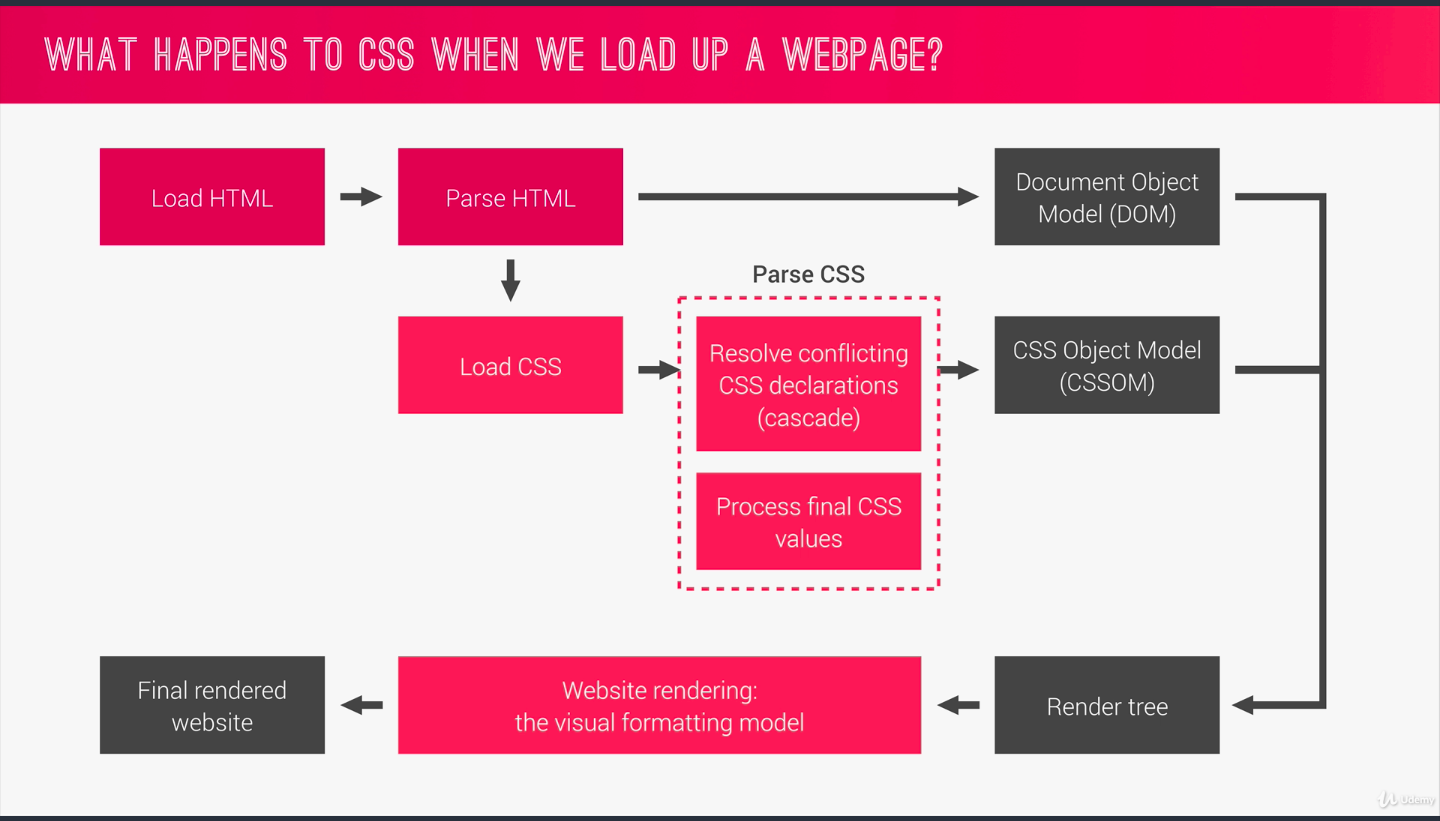 WHAT HAPPENS TO CSS WHEN WE LOAD UP A WEBPAGE?
Load HTML
Parse HTML
Document Object
Model (DOM)
Parse CSS
Load CSS
Resolve conflicting
CSS declarations
(cascade)
CSS Object Model
(CSSOM)
Process final CSS
values
Final rendered
website
Website rendering:
the visual formatting model
Render tree
Udemy